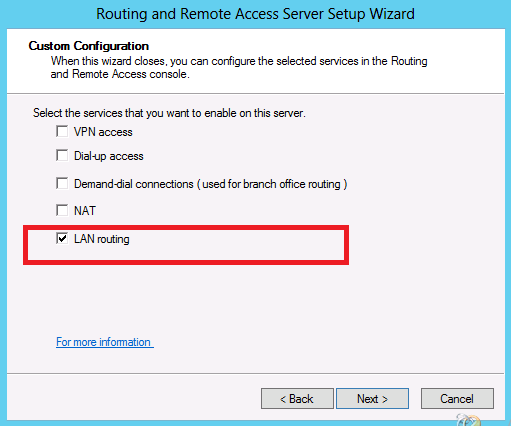 Routing and Remote Access Server Setup Wizard
Custom Configuration
When this wizard closes, you can configure the selected services in the Routing
and Remote Access console.
Select the services that you want to enable on this server.
VPN access
Dial-up access
Demand-dial connections ( used for branch office routing )
NAT
LAN routing
For more information
< Back
Next >
Cancel